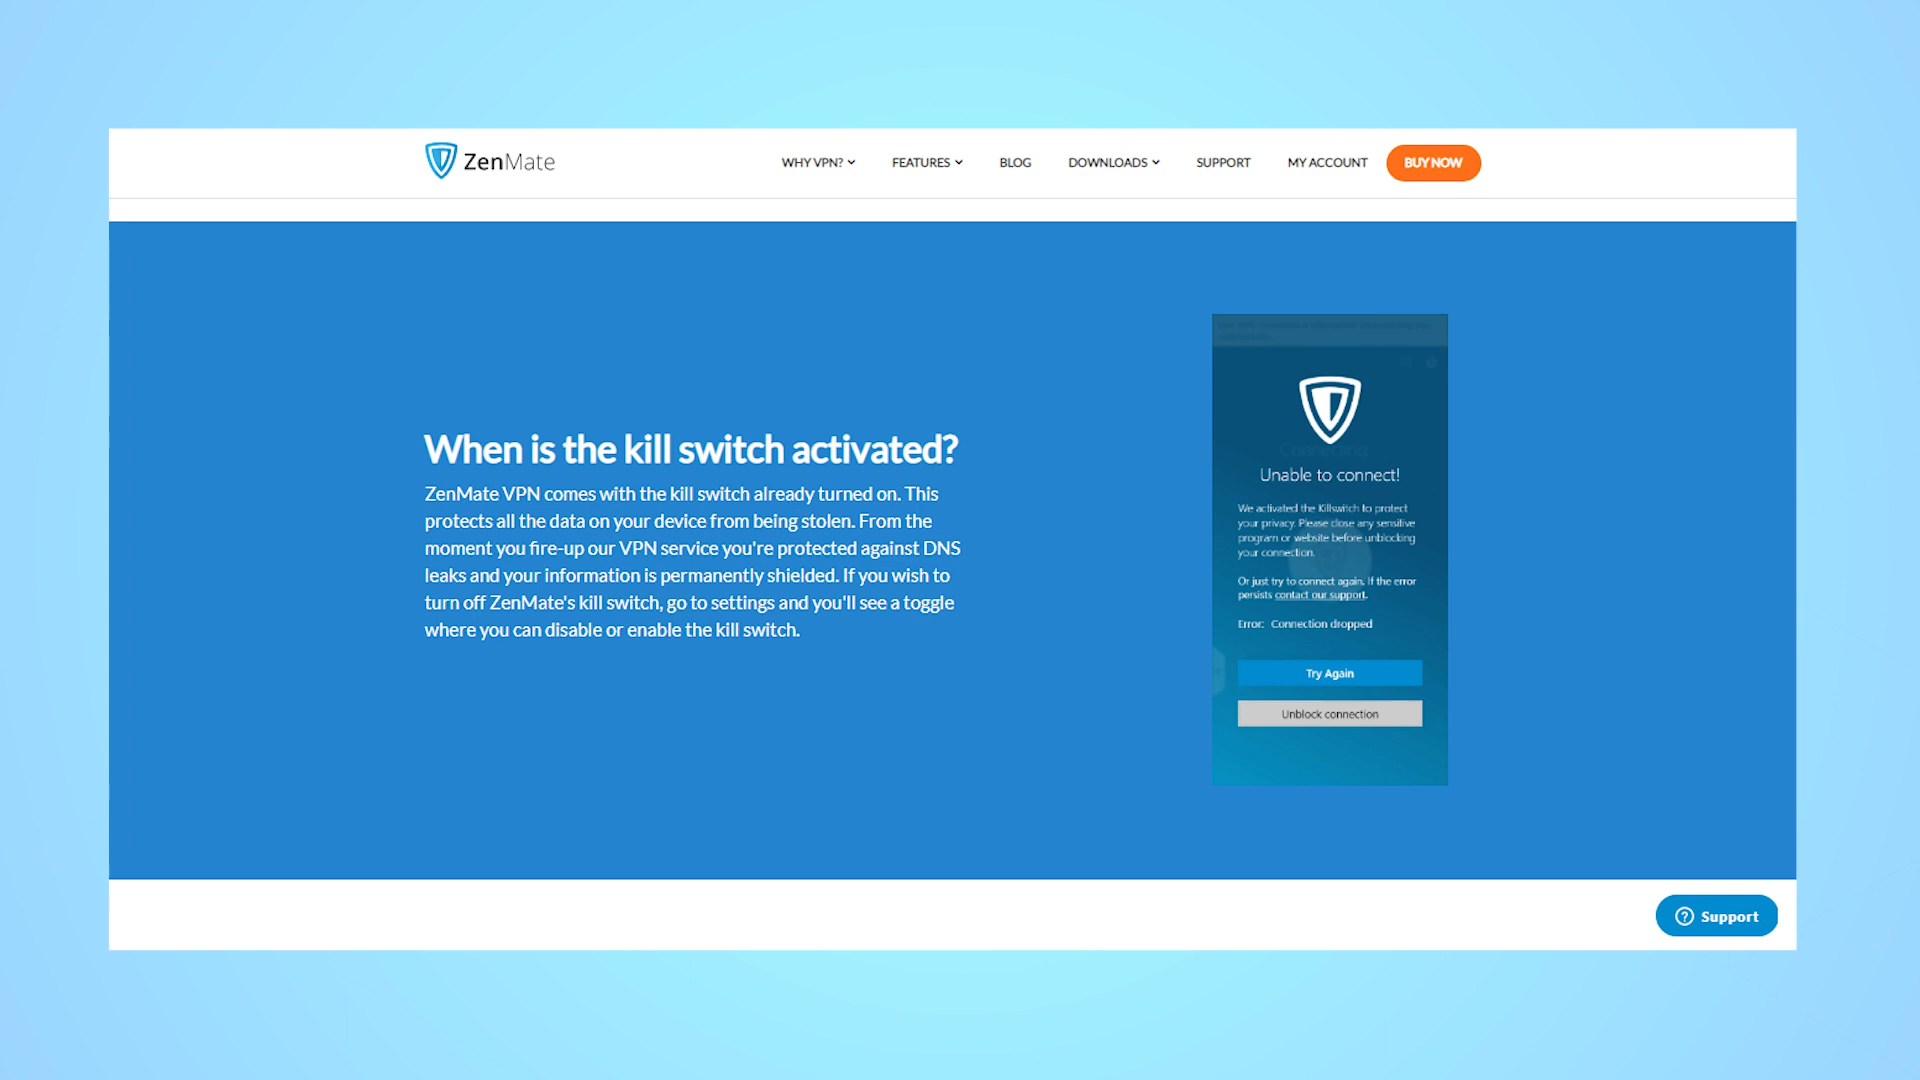 ZenMate
WHY VPN?
FEATURES
BLOG
DOWNLOADS
SUPPORT
MY ACCOUNT
BUY NOW
When is the kill switch activated?
ZenMate VPN comes with the kill switch already turned on. This
protects all the data on your device from being stolen. From the
moment you fire-up our VPN service you're protected against DNS
leaks and your information is permanently shielded. If you wish to
turn off ZenMate's kill switch, go to settings and you'll see a toggle
where you can disable or enable the kill switch.
Connecting
Unable to connect!
We activated the Killswitch to protect
your privacy. Please close any sensitive
program or website before unblocking
your connection.
Or just try to connect again. If the error
persists contact our support.
Error: Connection dropped
Try Again
Unblock connection
Support